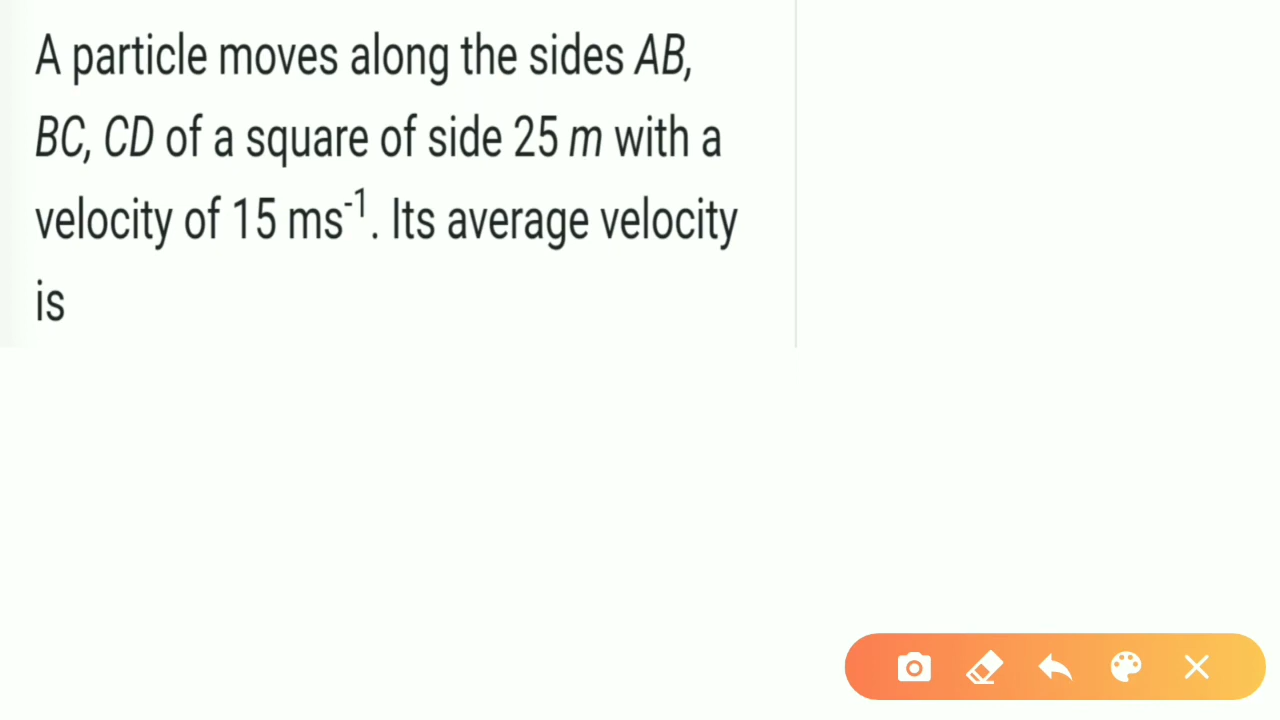 A particle moves along the sides AB,
BC, CD of a square of side 25 m with a
velocity of 15 ms⁻¹. Its average velocity
is